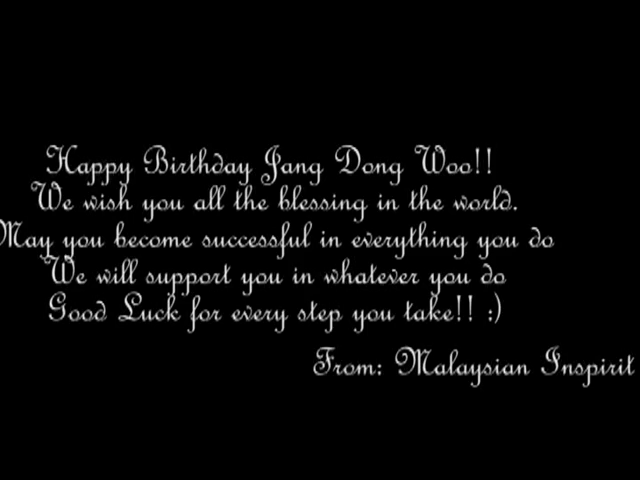 Happy Birthday Jang Dong Woo!!
We wish you all the blessing in the world.
May you become successful in everything you do
We will support you in whatever you do
Good Luck for every step you take!! :)
From: Malaysian Inspirit